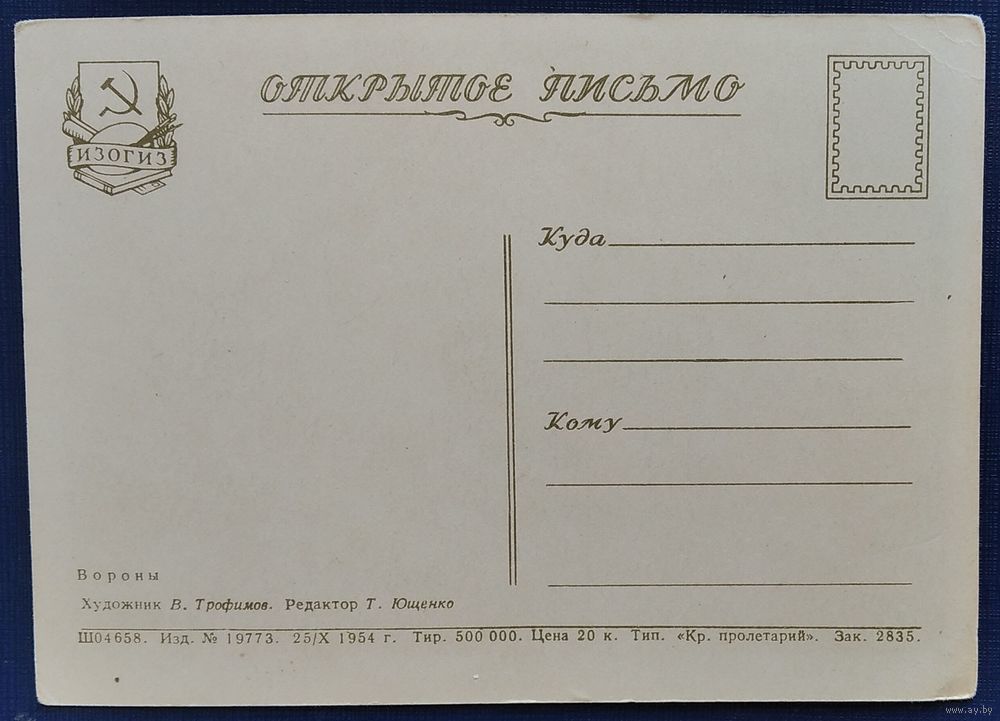 ОТКРЫТОЕ ПИСЬМО
ИЗОГИЗ
Куда
Кому
Вороны
Художник В. Трофимов. Редактор Т. Ющенко
Ш04658. Изд. № 19773. 25/X 1954 г. Тир. 500 000. Цена 20 к. Тип. «Кр. пролетарий». Зак. 2835.
www.ay.by